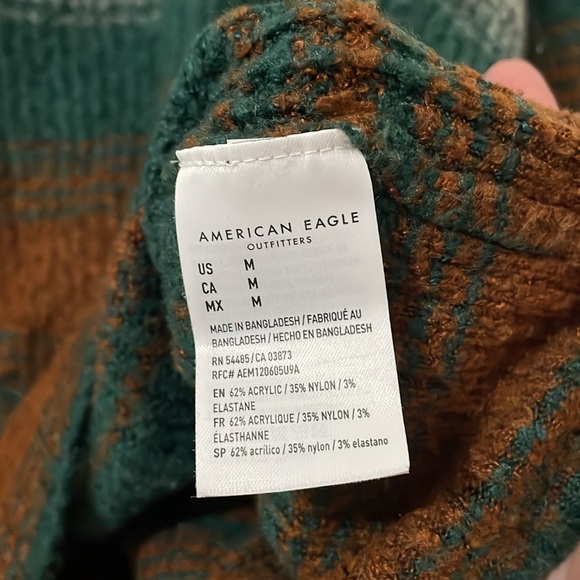 AMERICAN EAGLE
OUTFITTERS
US M
CA M
MX M
MADE IN BANGLADESH / FABRIQUÉ AU
BANGLADESH / HECHO EN BANGLADESH
RN 54485/CA 03873
RFC# AEM120605U9A
EN 62% ACRYLIC / 35% NYLON / 3%
ELASTANE
FR 62% ACRYLIQUE / 35% NYLON / 3%
ÉLASTHANNE
SP 62% acrílico / 35% nylon / 3% elastano